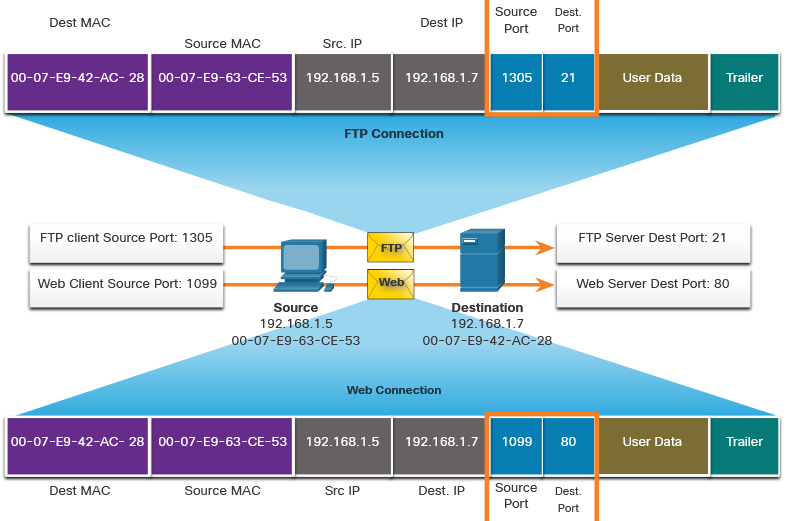 Dest MAC
Source MAC
Src. IP
Dest IP
Source
Port
Dest.
Port
00-07-E9-42-AC- 28
00-07-E9-63-CE-53
192.168.1.5
192.168.1.7
1305
21
User Data
Trailer
FTP Connection
FTP client Source Port: 1305
FTP
FTP Server Dest Port: 21
Web Client Source Port: 1099
Web
Web Server Dest Port: 80
Source
192.168.1.5
00-07-E9-63-CE-53
Destination
192.168.1.7
00-07-E9-42-AC-28
Web Connection
00-07-E9-42-AC- 28
00-07-E9-63-CE-53
192.168.1.5
192.168.1.7
1099
80
User Data
Trailer
Dest MAC
Source MAC
Src IP
Dest. IP
Source
Port
Dest.
Port